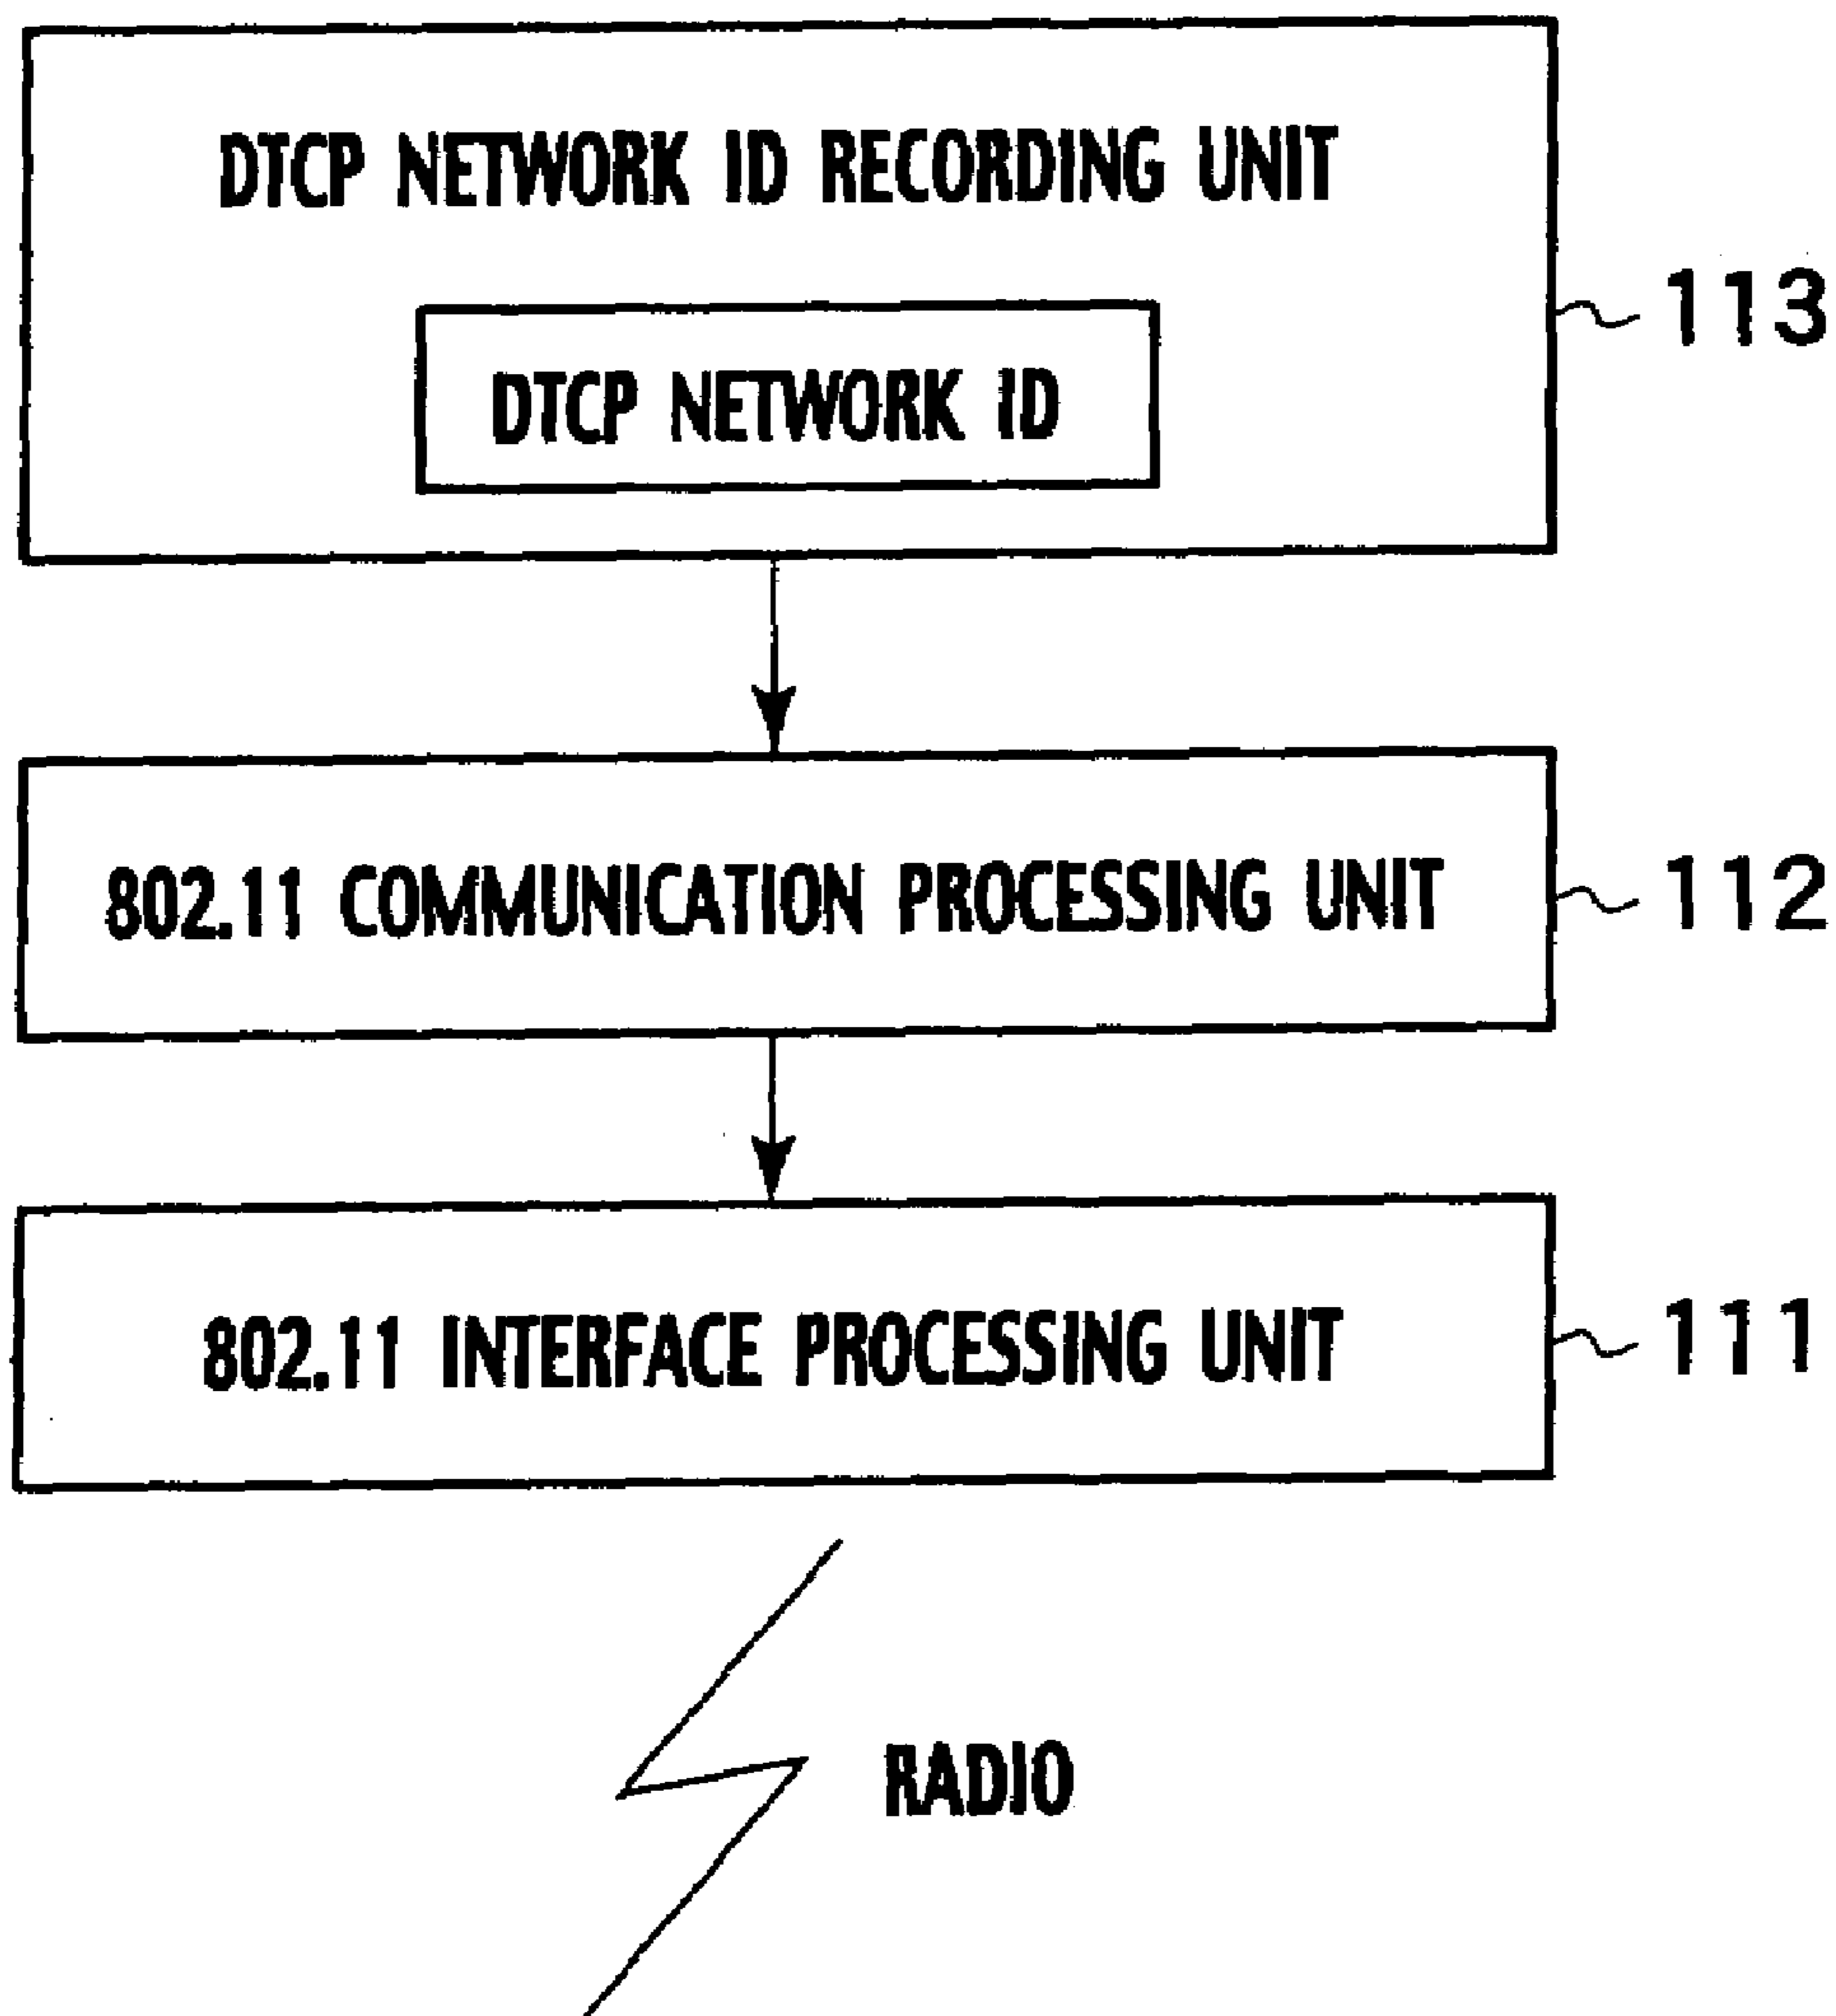 DTCP NETWORK ID RECORDING UNIT
113
DTCP NETWORK ID
802.11 COMMUNICATION PROCESSING UNIT
112
802.11 INTERFACE PROCESSING UNIT
111
RADIO